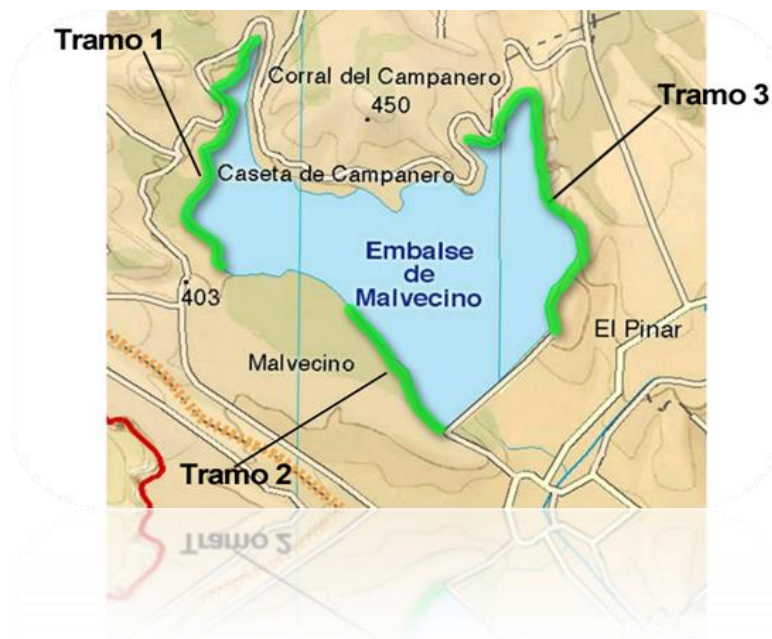 Tramo 1
Corral del Campanero
450
Tramo 3
Caseta de Campanero
Embalse
de
Malvecino
403
El Pinar
Malvecino
Tramo 2
Tramo 2